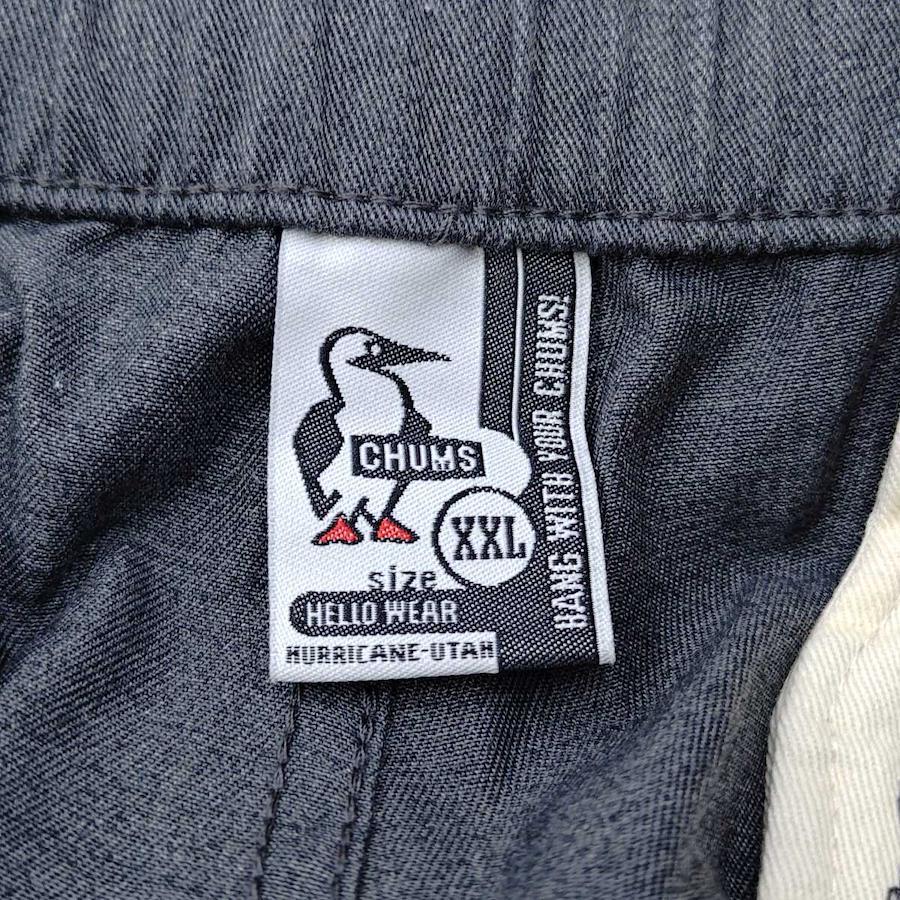 CHUMS
XXL
size
HELLO WEAR
HURRICANE-UTAH
HANG WITH YOUR CHUMS!